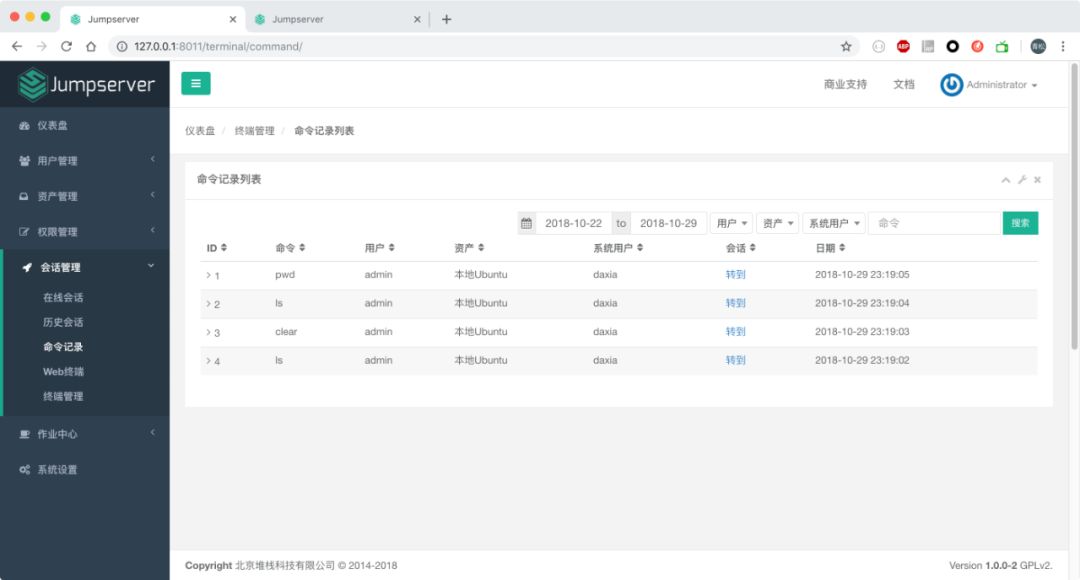 Jumpserver
Jumpserver
127.0.0.1:8011/terminal/command/
ABP
青松
Jumpserver
商业支持 文档 Administrator
仪表盘
用户管理
资产管理
权限管理
会话管理
在线会话
历史会话
命令记录
Web终端
终端管理
作业中心
系统设置
仪表盘 / 终端管理 / 命令记录列表
命令记录列表
2018-10-22 to 2018-10-29 用户 资产 系统用户 命令 搜索
ID 命令 用户 资产 系统用户 会话 日期
1 pwd admin 本地Ubuntu daxia 转到 2018-10-29 23:19:05
2 ls admin 本地Ubuntu daxia 转到 2018-10-29 23:19:04
3 clear admin 本地Ubuntu daxia 转到 2018-10-29 23:19:03
4 ls admin 本地Ubuntu daxia 转到 2018-10-29 23:19:02
Copyright 北京堆栈科技有限公司 © 2014-2018
Version 1.0.0-2 GPLv2.